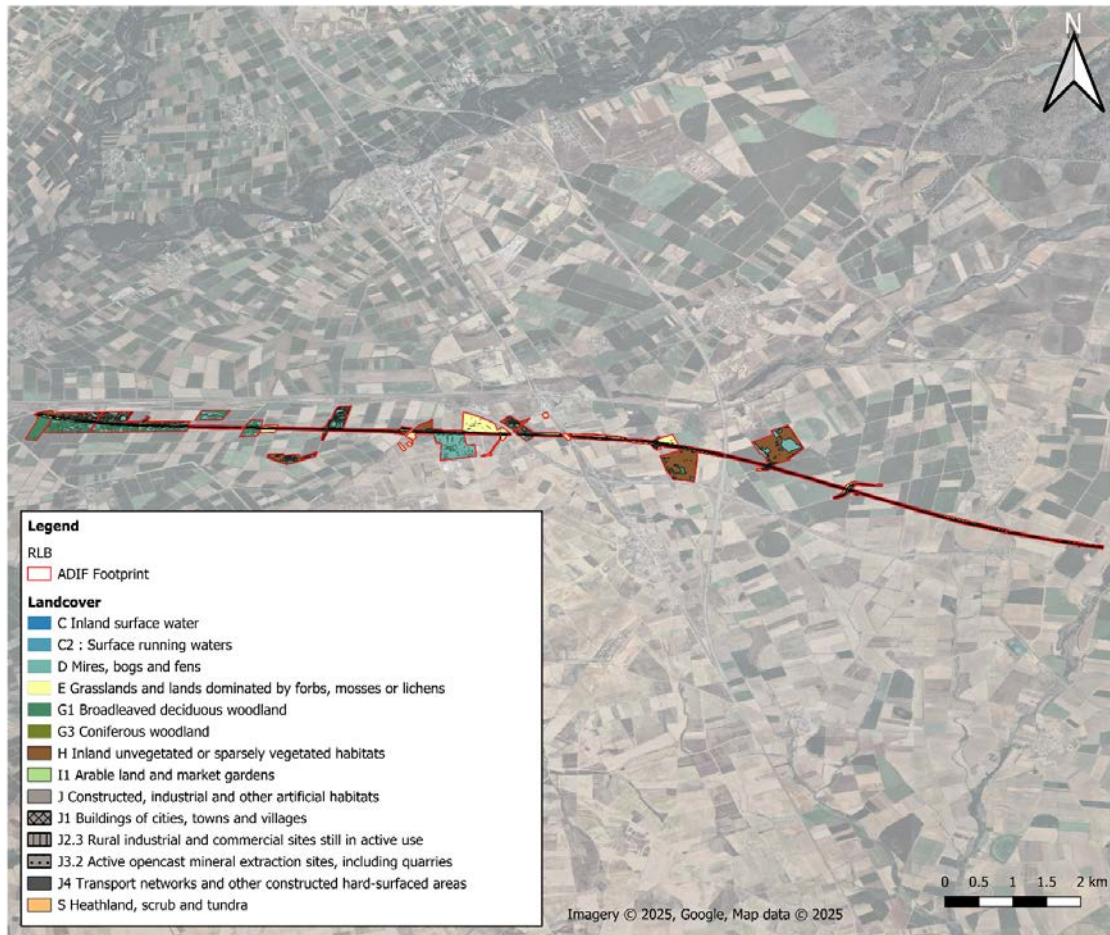 N
Legend
RLB
ADIF Footprint
Landcover
C Inland surface water
C2 : Surface running waters
D Mires, bogs and fens
E Grasslands and lands dominated by forbs, mosses or lichens
G1 Broadleaved deciduous woodland
G3 Coniferous woodland
H Inland unvegetated or sparsely vegetated habitats
I1 Arable land and market gardens
J Constructed, industrial and other artificial habitats
J1 Buildings of cities, towns and villages
J2.3 Rural industrial and commercial sites still in active use
J3.2 Active opencast mineral extraction sites, including quarries
J4 Transport networks and other constructed hard-surfaced areas
S Heathland, scrub and tundra
0 0.5 1 1.5 2 km
Imagery © 2025, Google, Map data © 2025